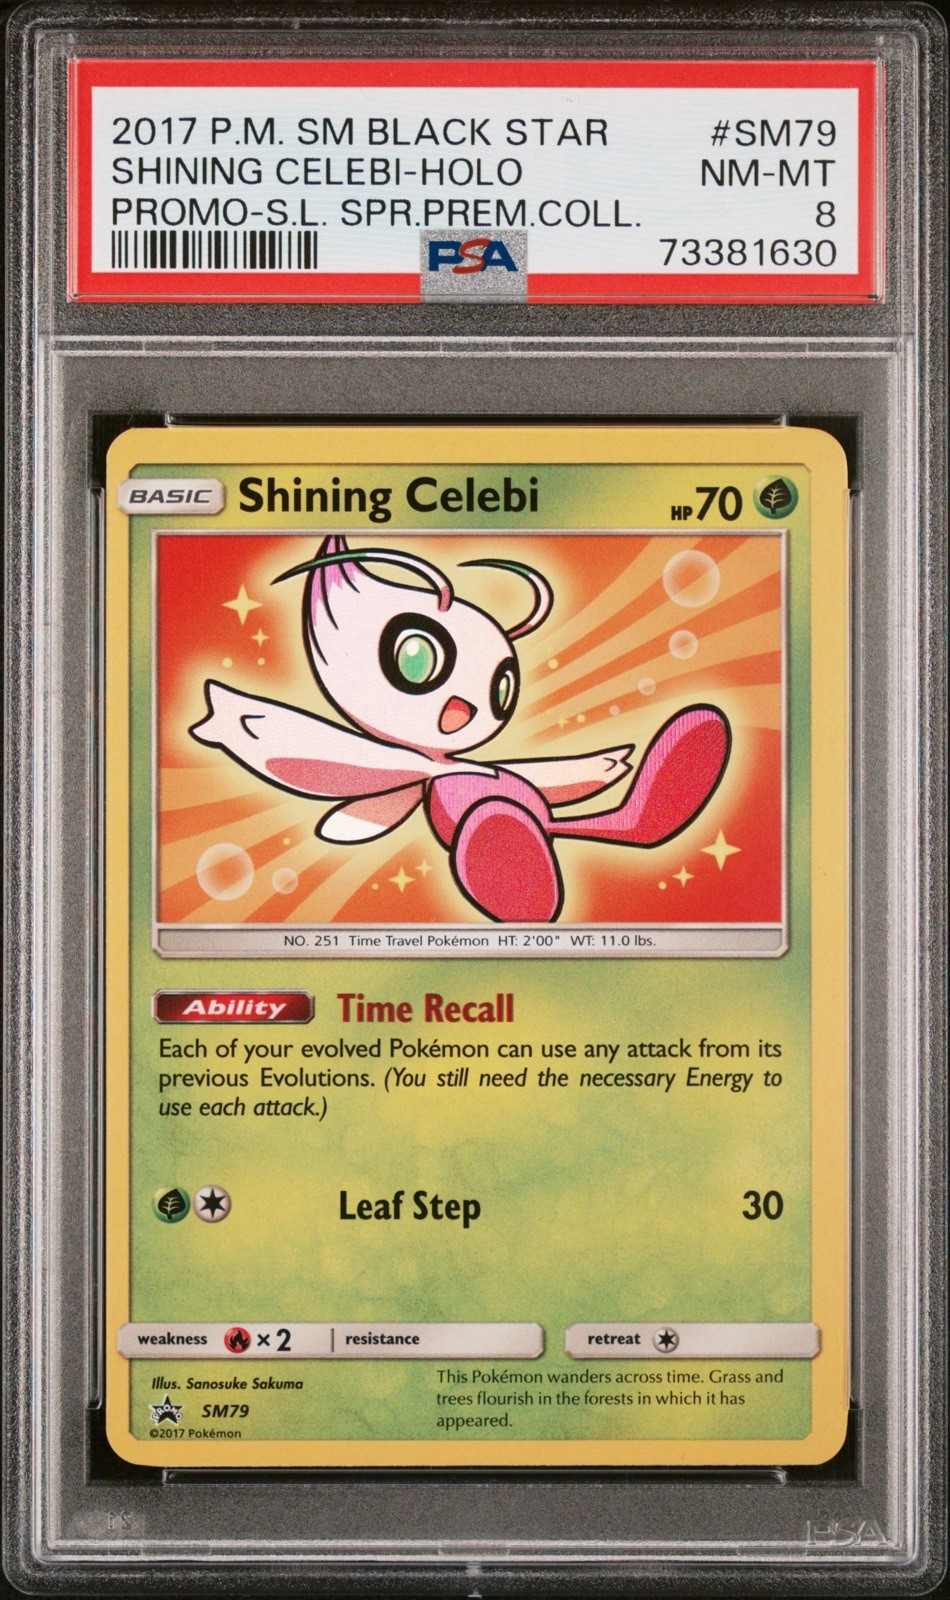 2017 P.M. SM BLACK STAR #SM79
SHINING CELEBI-HOLO NM-MT
PROMO-S.L. SPR.PREM.COLL. 8
PSA 73381630
BASIC Shining Celebi HP70
NO. 251 Time Travel Pokémon HT: 2'00" WT: 11.0 lbs.
Ability Time Recall
Each of your evolved Pokémon can use any attack from its
previous Evolutions. (You still need the necessary Energy to
use each attack.)
Leaf Step 30
weakness × 2 resistance retreat
Illus. Sanosuke Sakuma
PROMO SM79
©2017 Pokémon
This Pokémon wanders across time. Grass and
trees flourish in the forests in which it has
appeared.
PSA